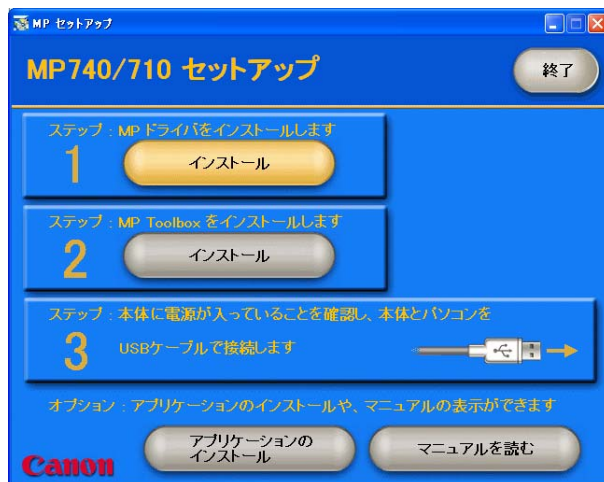 MP セットアップ
MP740/710 セットアップ
終了
ステップ : MP ドライバをインストールします
1
インストール
ステップ : MP Toolbox をインストールします
2
インストール
ステップ : 本体に電源が入っていることを確認し、本体とパソコンを
3
USBケーブルで接続します
オプション : アプリケーションのインストールや、マニュアルの表示ができます
アプリケーションの
インストール
マニュアルを読む
Canon